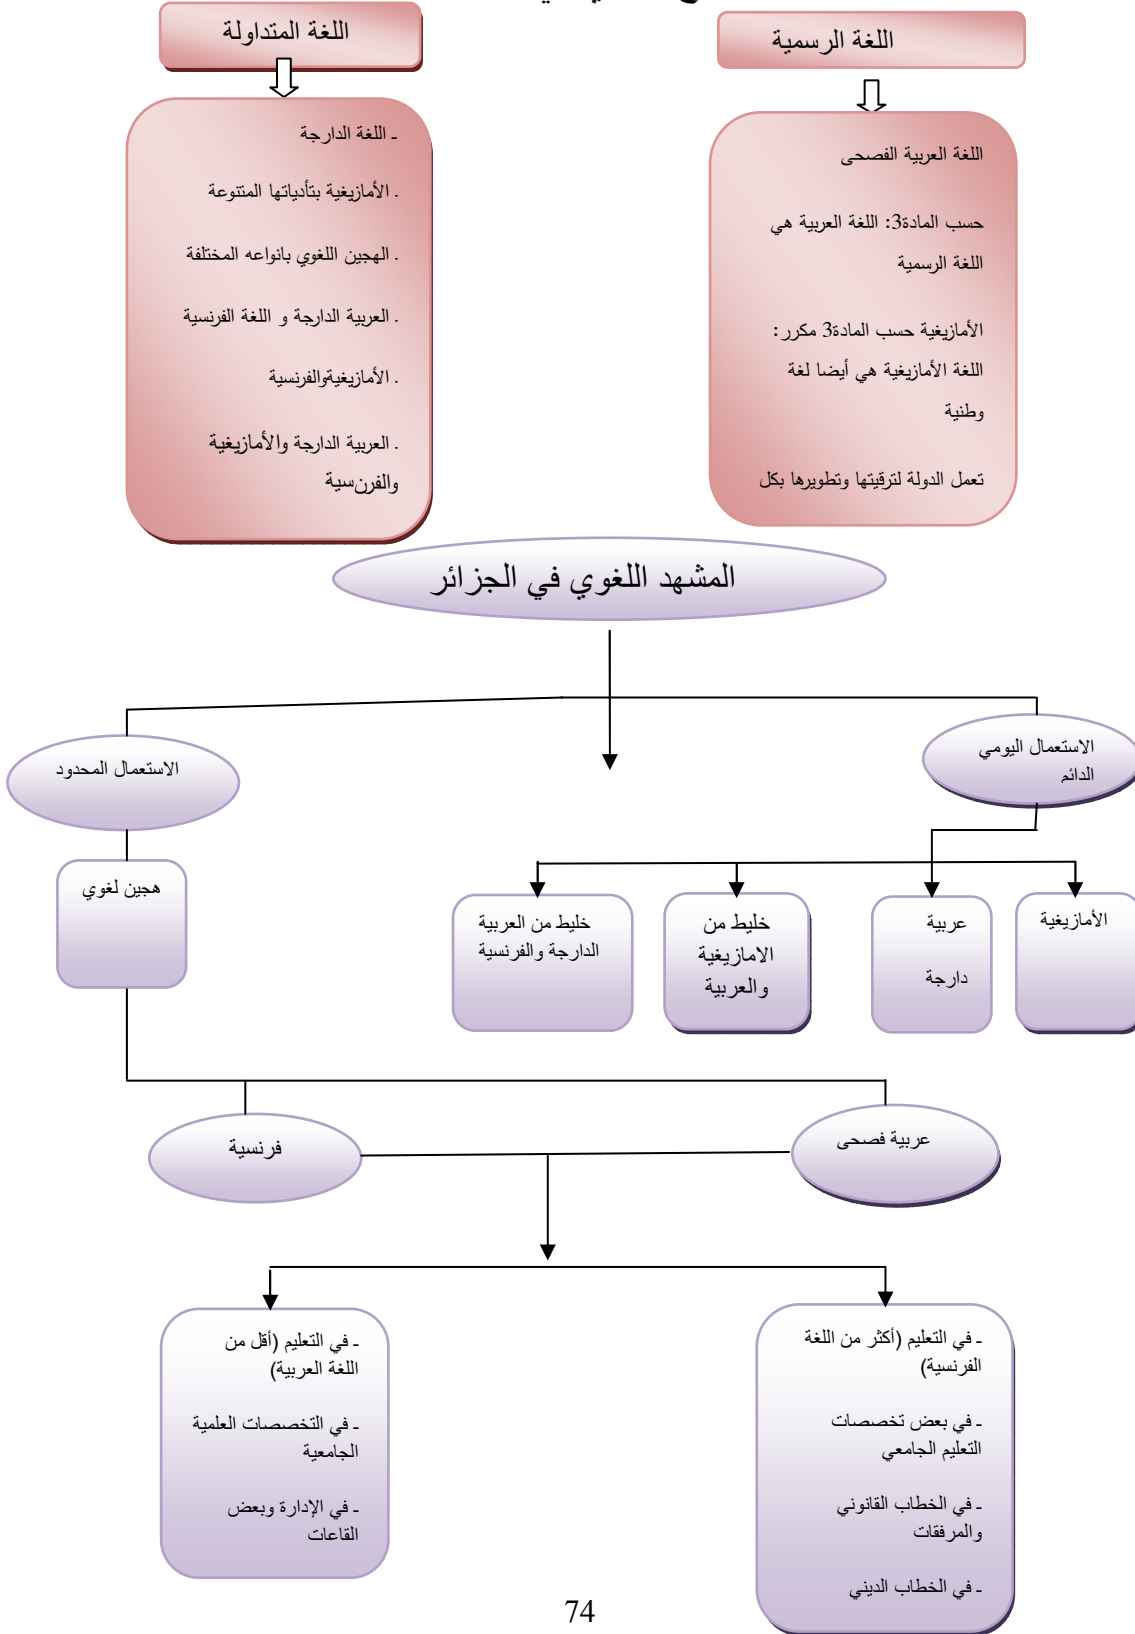 اللغة الرسمية
اللغة المتداولة
اللغة العربية الفصحى
حسب المادة3: اللغة العربية هي
اللغة الرسمية
الأمازيغية حسب المادة3 مكرر:
اللغة الأمازيغية هي أيضا لغة
وطنية
تعمل الدولة لترقيتها وتطويرها بكل
- اللغة الدارجة
. الأمازيغية بتأدياتها المتنوعة
. الهجين اللغوي بانواعه المختلفة
. العربية الدارجة و اللغة الفرنسية
. الأمازيغيةوالفرنسية
. العربية الدارجة والأمازيغية
والفرنسية
المشهد اللغوي في الجزائر
الاستعمال اليومي
الدائم
الاستعمال المحدود
الأمازيغية
عربية
دارجة
خليط من
الامازيغية
والعربية
خليط من العربية
الدارجة والفرنسية
هجين لغوي
عربية فصحى
فرنسية
- في التعليم (أكثر من اللغة
الفرنسية)
- في بعض تخصصات
التعليم الجامعي
- في الخطاب القانوني
والمرفقات
- في الخطاب الديني
- في التعليم (أقل من
اللغة العربية)
- في التخصصات العلمية
الجامعية
- في الإدارة وبعض
القاعات
74